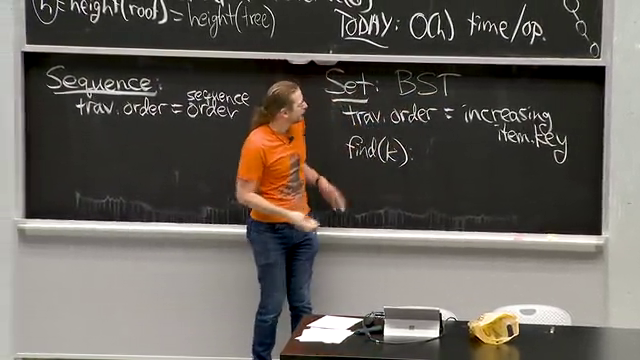 h = height(root) = height(tree)
TODAY: O(h) time/op.
Sequence:
trav. order = sequence order
Set: BST
trav. order = increasing
item.key
find(k):